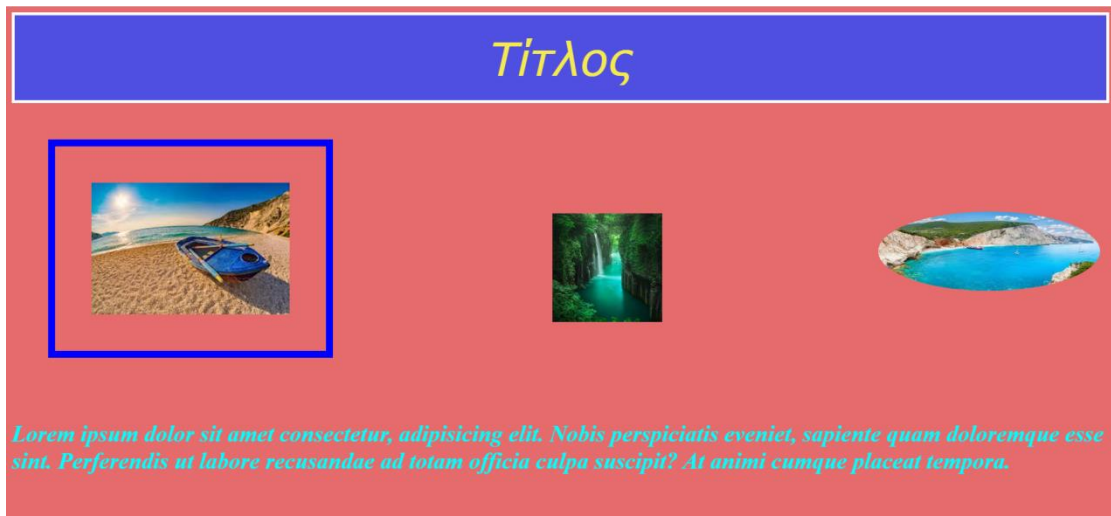 Τίτλος
Lorem ipsum dolor sit amet consectetur, adipisicing elit. Nobis perspiciatis eveniet, sapiente quam doloremque esse
sint. Perferendis ut labore recusandae ad totam officia culpa suscipit? At animi cumque placeat tempora.